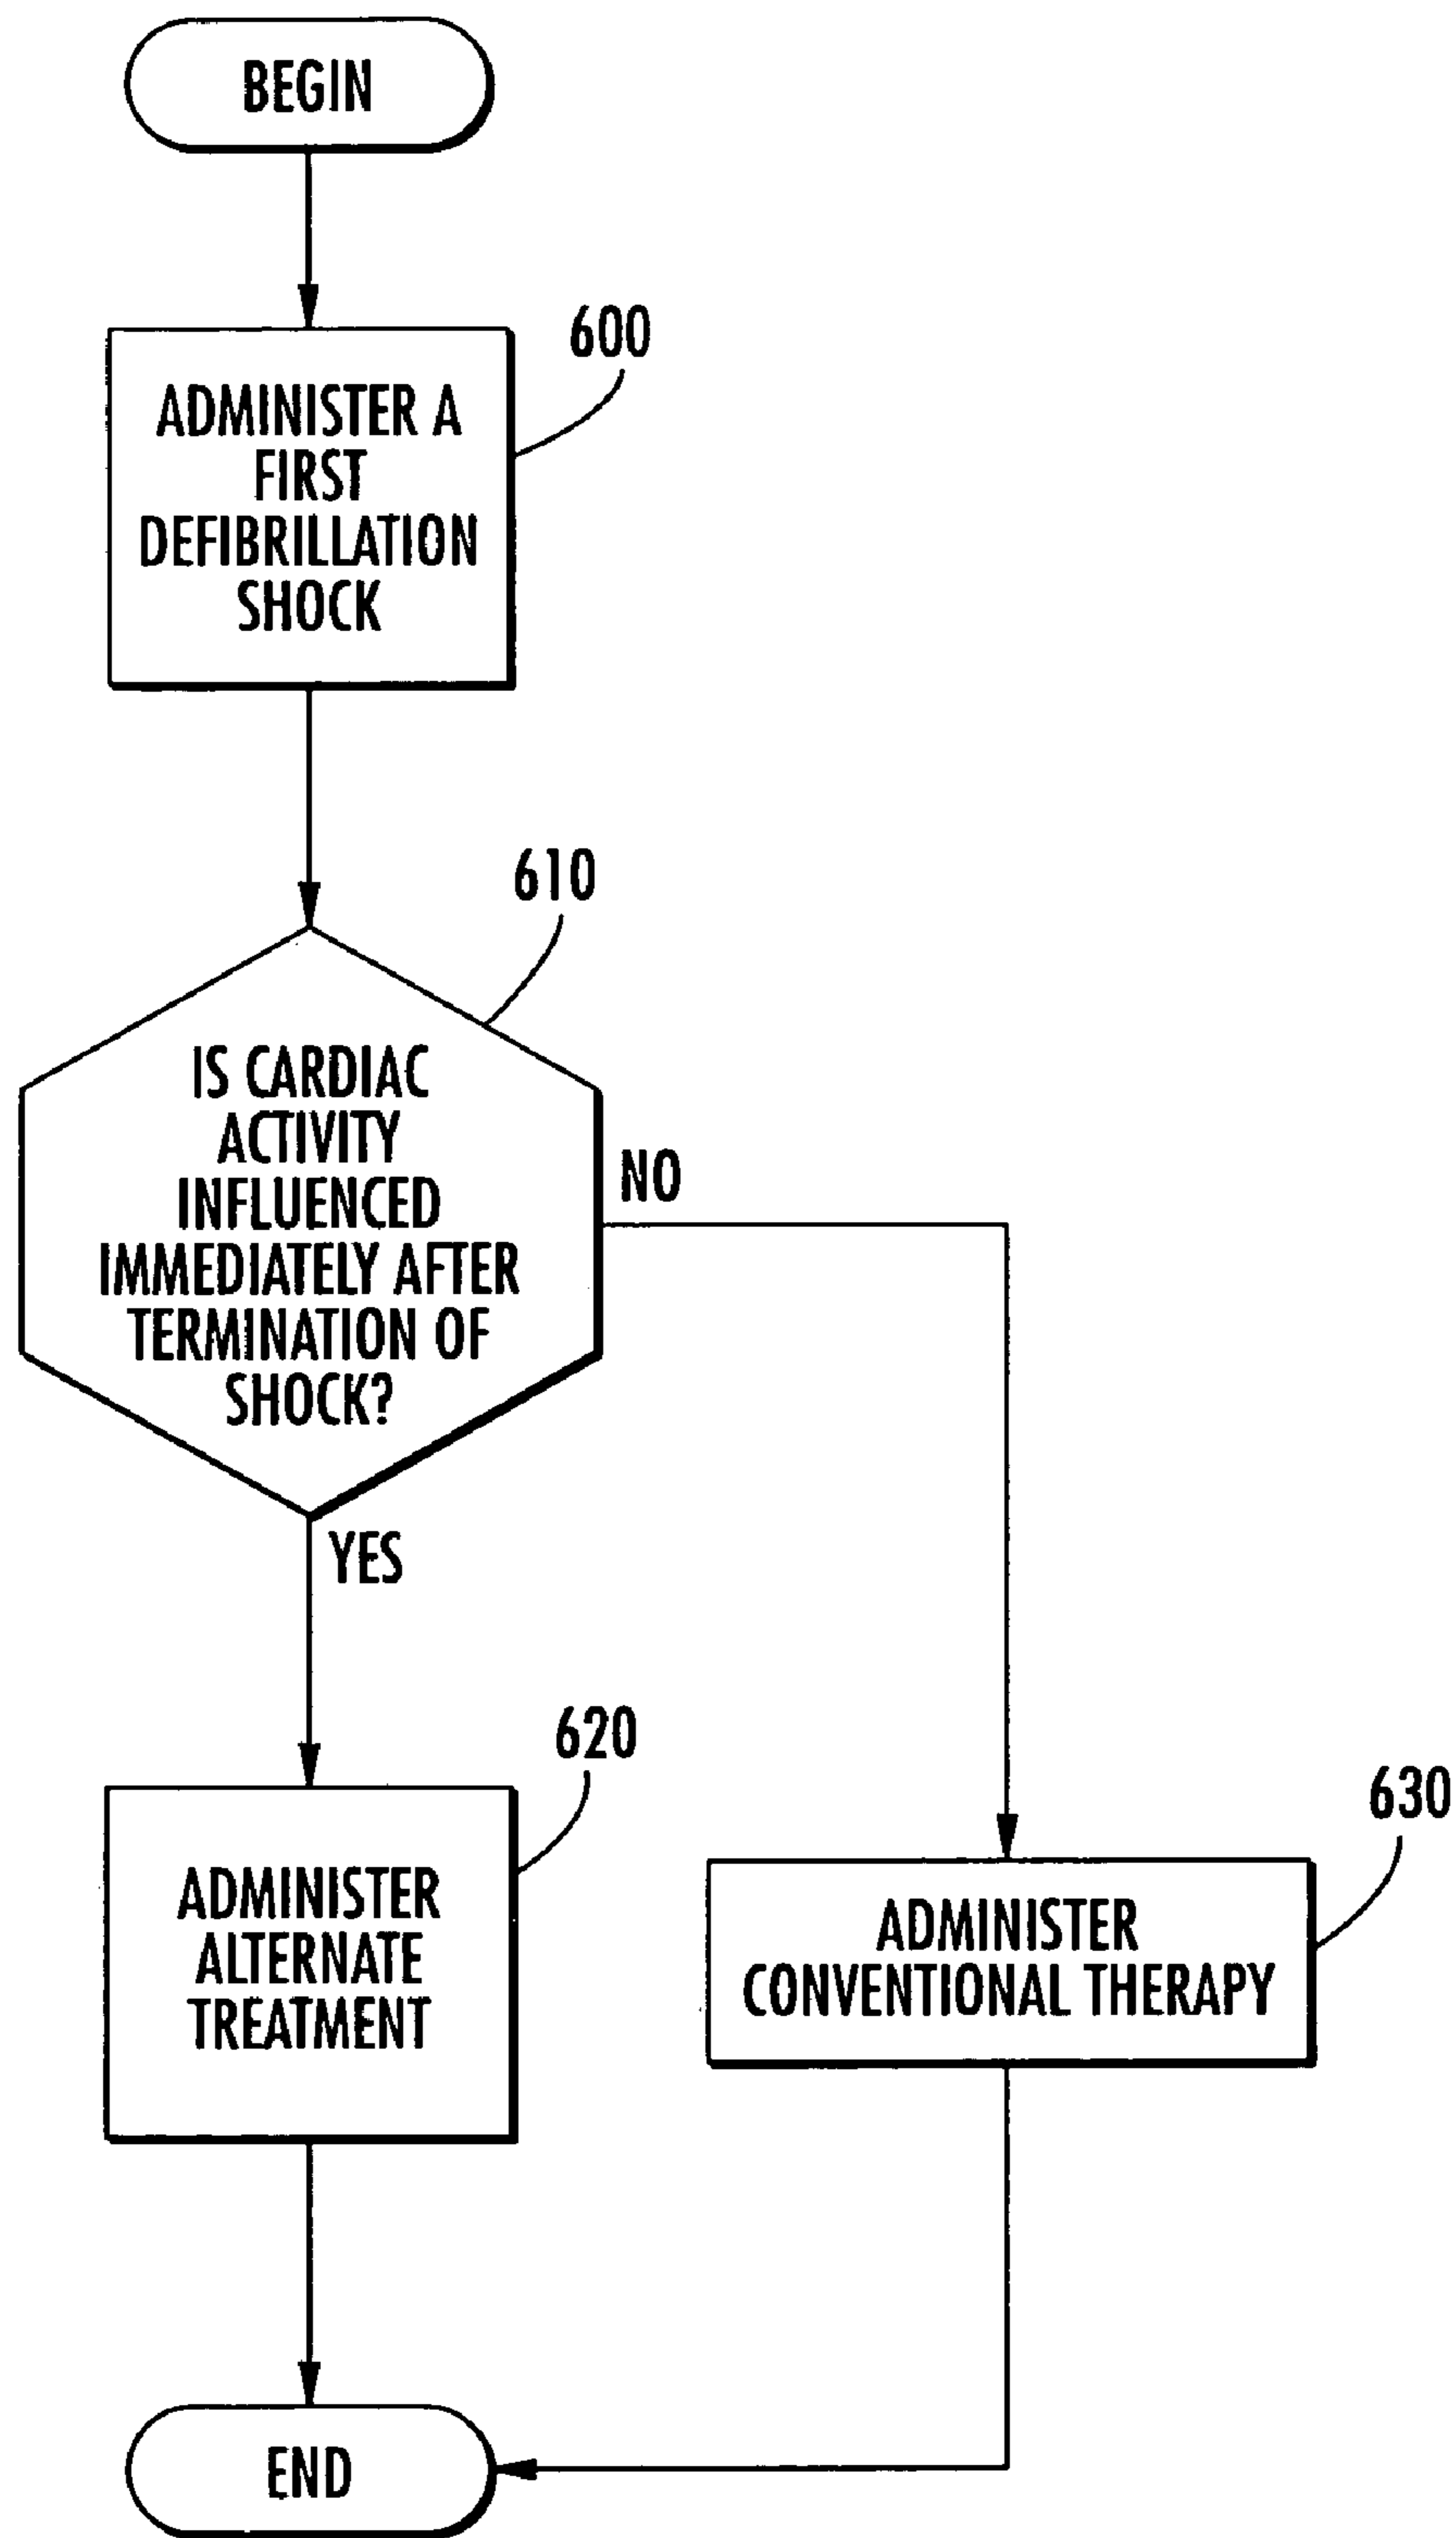 BEGIN
600
ADMINISTER A
FIRST
DEFIBRILLATION
SHOCK
610
IS CARDIAC
ACTIVITY
INFLUENCED
IMMEDIATELY AFTER
TERMINATION OF
SHOCK?
NO
YES
620
ADMINISTER
ALTERNATE
TREATMENT
630
ADMINISTER
CONVENTIONAL THERAPY
END